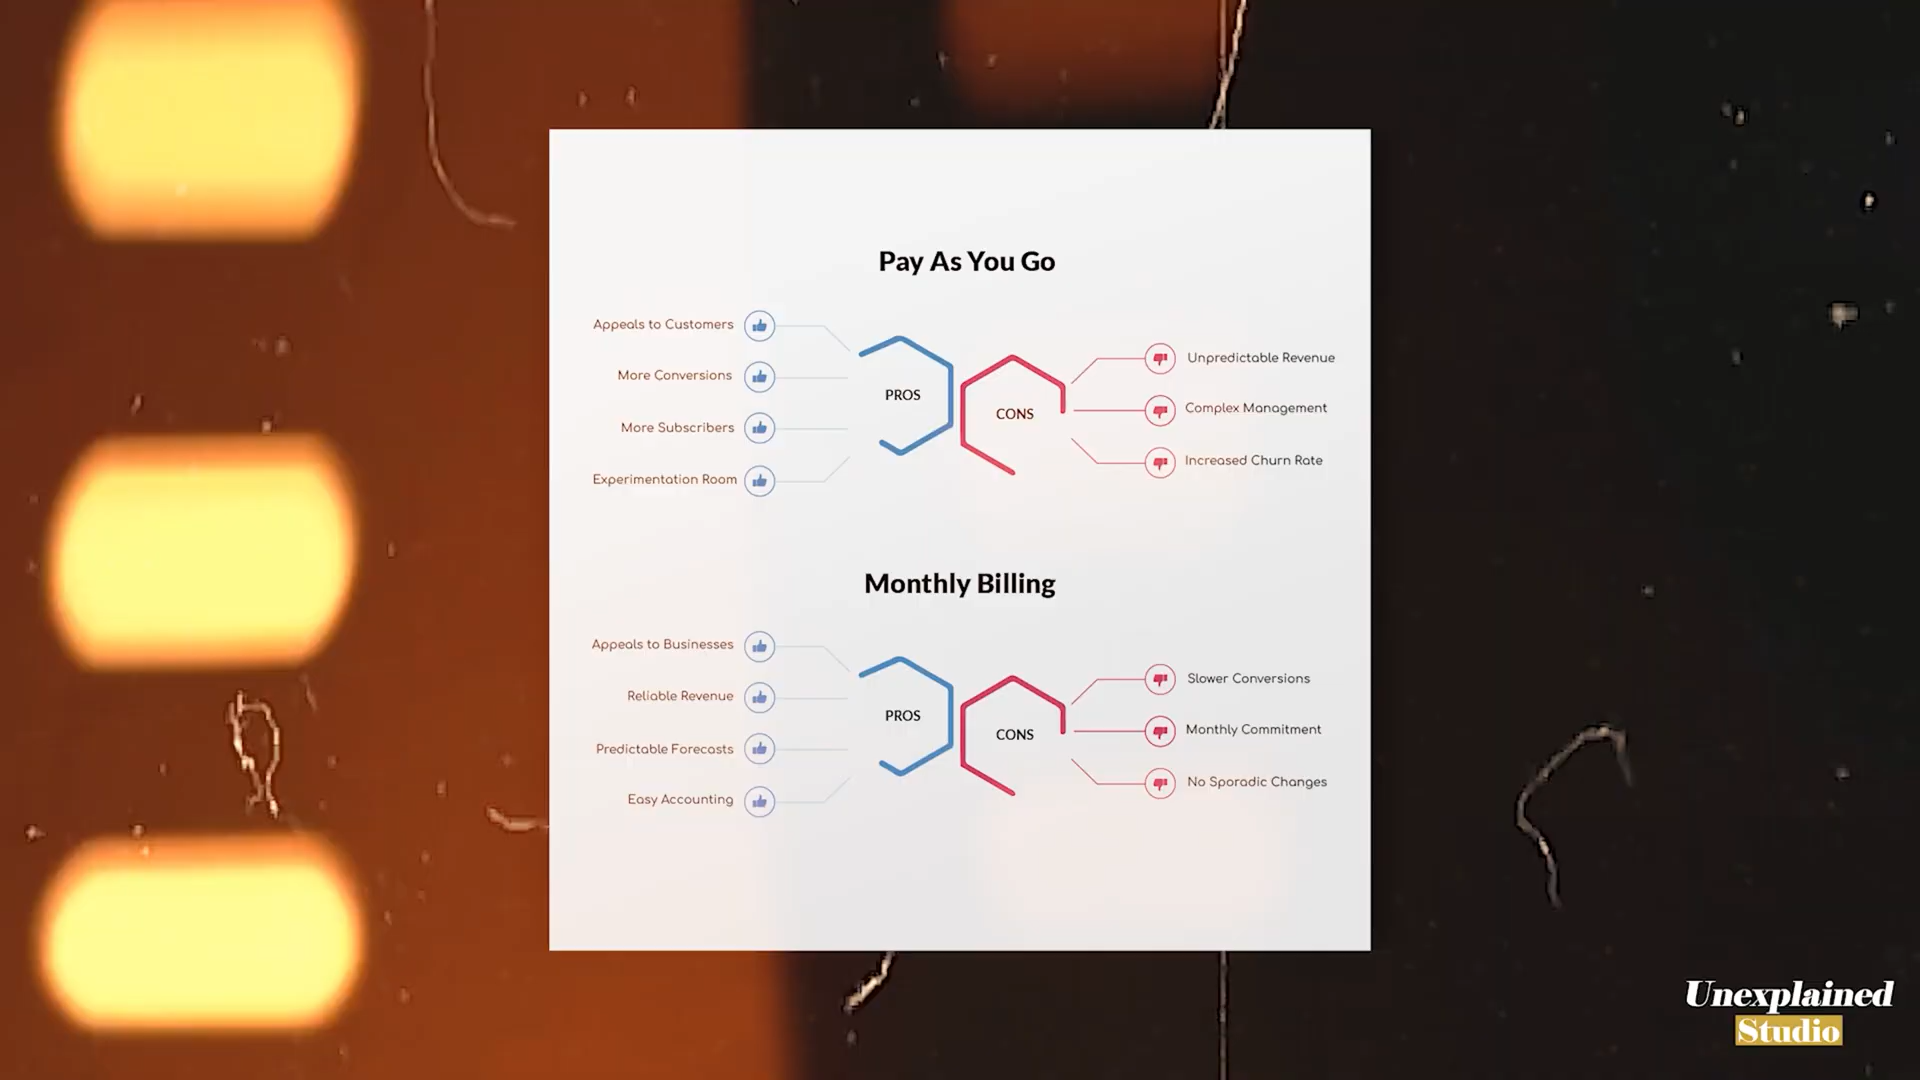 Pay As You Go
Appeals to Customers
More Conversions
More Subscribers
Experimentation Room
PROS
CONS
Unpredictable Revenue
Complex Management
Increased Churn Rate
Monthly Billing
Appeals to Businesses
Reliable Revenue
Predictable Forecasts
Easy Accounting
PROS
CONS
Slower Conversions
Monthly Commitment
No Sporadic Changes
Unexplained
Studio